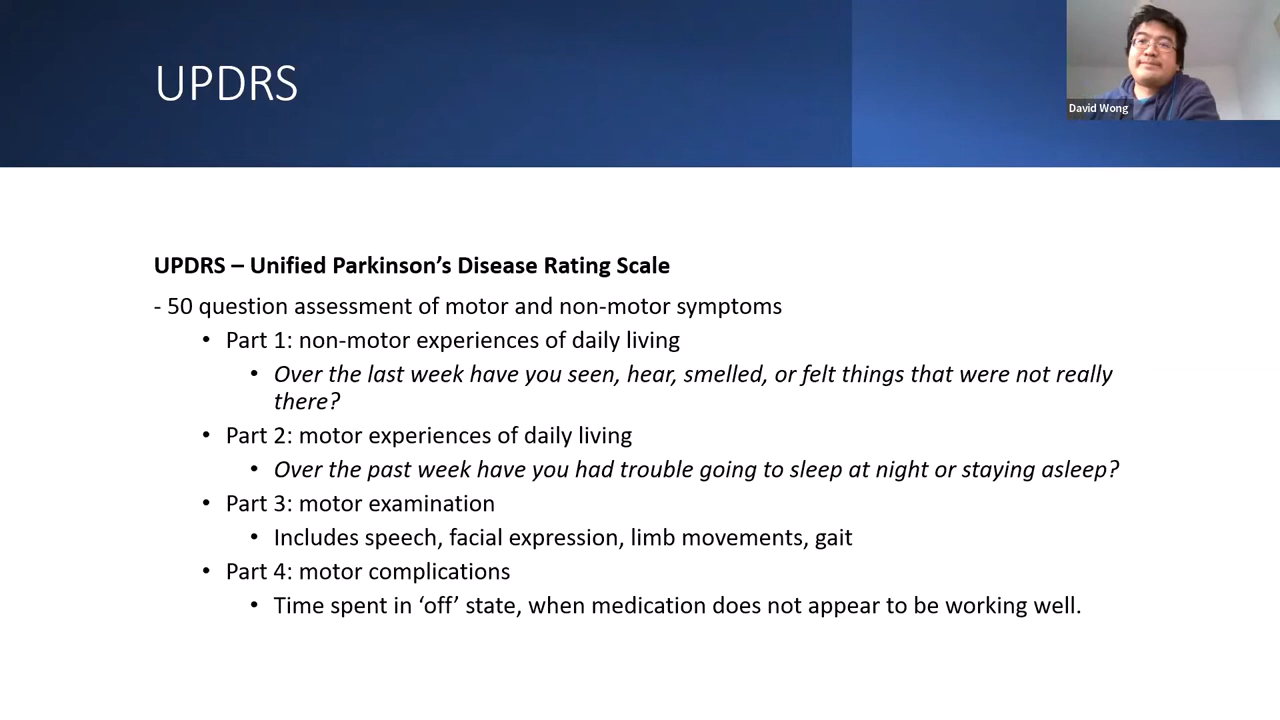 UPDRS
David Wong
UPDRS – Unified Parkinson’s Disease Rating Scale
- 50 question assessment of motor and non-motor symptoms
• Part 1: non-motor experiences of daily living
• Over the last week have you seen, hear, smelled, or felt things that were not really
there?
• Part 2: motor experiences of daily living
• Over the past week have you had trouble going to sleep at night or staying asleep?
• Part 3: motor examination
• Includes speech, facial expression, limb movements, gait
• Part 4: motor complications
• Time spent in ‘off’ state, when medication does not appear to be working well.